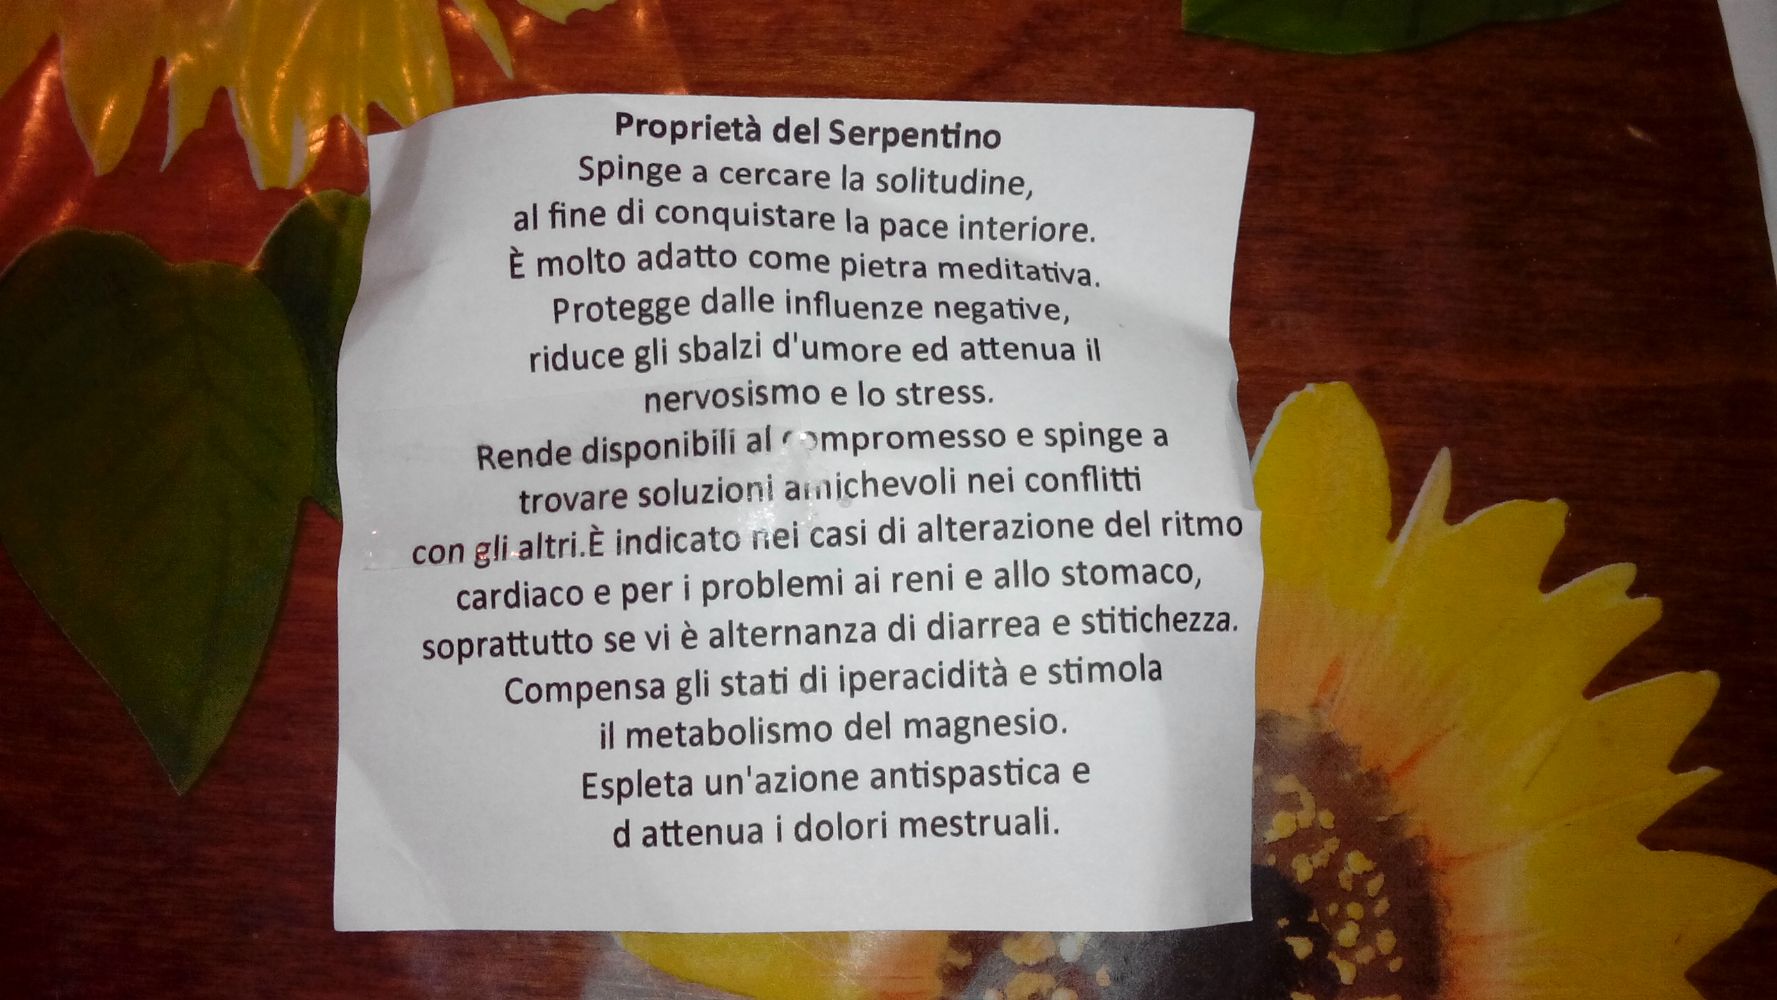 Proprietà del Serpentino
Spinge a cercare la solitudine,
al fine di conquistare la pace interiore.
È molto adatto come pietra meditativa.
Protegge dalle influenze negative,
riduce gli sbalzi d'umore ed attenua il
nervosismo e lo stress.
Rende disponibili al compromesso e spinge a
trovare soluzioni amichevoli nei conflitti
con gli altri.È indicato nei casi di alterazione del ritmo
cardiaco e per i problemi ai reni e allo stomaco,
soprattutto se vi è alternanza di diarrea e stitichezza.
Compensa gli stati di iperacidità e stimola
il metabolismo del magnesio.
Espleta un'azione antispastica e
d attenua i dolori mestruali.